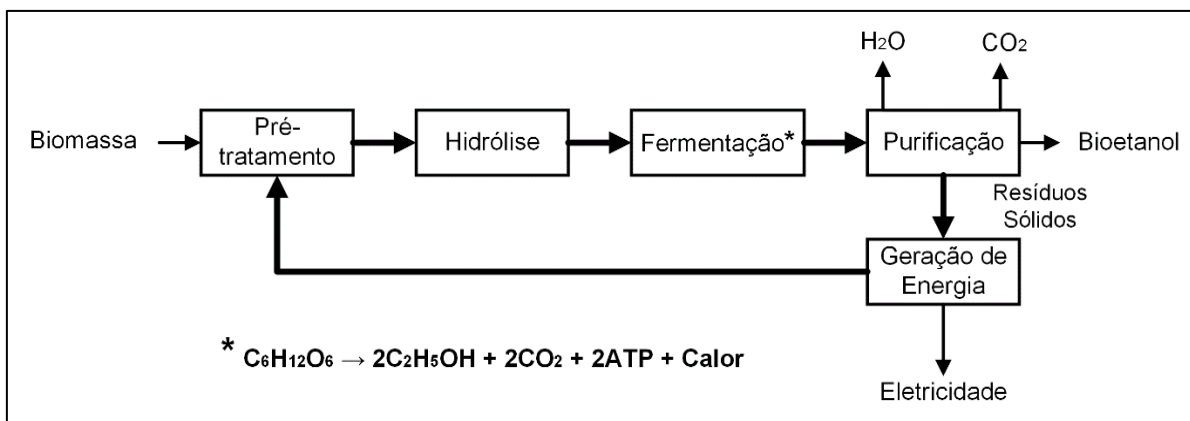 H2O
CO2
Biomassa
Pré-
tratamento
Hidrólise
Fermentação*
Purificação
Bioetanol
Resíduos
Sólidos
Geração de
Energia
* C6H12O6 → 2C2H5OH + 2CO2 + 2ATP + Calor
Eletricidade